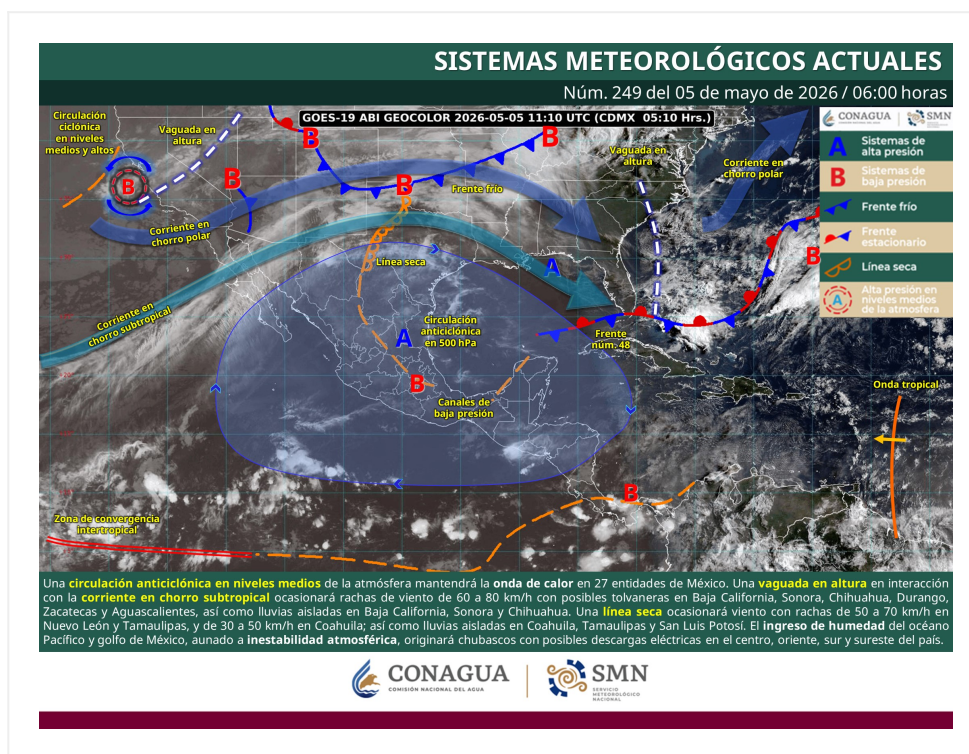 SISTEMAS METEOROLÓGICOS ACTUALES
Núm. 249 del 05 de mayo de 2026 / 06:00 horas
GOES-19 ABI GEOCOLOR 2026-05-05 11:10 UTC (CDMX 05:10 Hrs.)
Circulación
ciclónica
en niveles
medios y altos
Vaguada en
altura
B
B
B
B
B
Frente frío
Corriente en
chorro polar
Vaguada en
altura
Corriente en
chorro polar
CONAGUA
SMN
A
Sistemas de
alta presión
B
Sistemas de
baja presión
Frente frío
Frente
estacionario
Línea seca
A
Alta presión en
niveles medios
de la atmósfera
B
Línea seca
A
Corriente en
chorro subtropical
Circulación
anticiclónica
en 500 hPa
A
Frente
núm. 48
B
Canales de
baja presión
Onda tropical
B
Zona de convergencia
intertropical
Una circulación anticiclónica en niveles medios de la atmósfera mantendrá la onda de calor en 27 entidades de México. Una vaguada en altura en interacción
con la corriente en chorro subtropical ocasionará rachas de viento de 60 a 80 km/h con posibles tolvaneras en Baja California, Sonora, Chihuahua, Durango,
Zacatecas y Aguascalientes, así como lluvias aisladas en Baja California, Sonora y Chihuahua. Una línea seca ocasionará viento con rachas de 50 a 70 km/h en
Nuevo León y Tamaulipas, y de 30 a 50 km/h en Coahuila; así como lluvias aisladas en Coahuila, Tamaulipas y San Luis Potosí. El ingreso de humedad del océano
Pacífico y golfo de México, aunado a inestabilidad atmosférica, originará chubascos con posibles descargas eléctricas en el centro, oriente, sur y sureste del país.
CONAGUA
COMISIÓN NACIONAL DEL AGUA
SMN
SERVICIO
METEOROLÓGICO
NACIONAL